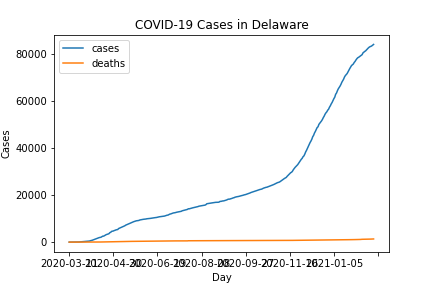 COVID-19 Cases in Delaware
cases
deaths
80000
60000
40000
20000
0
Cases
2020-03-11 2020-04-30 2020-06-19 2020-08-08 2020-09-27 2020-11-16 2021-01-05
Day